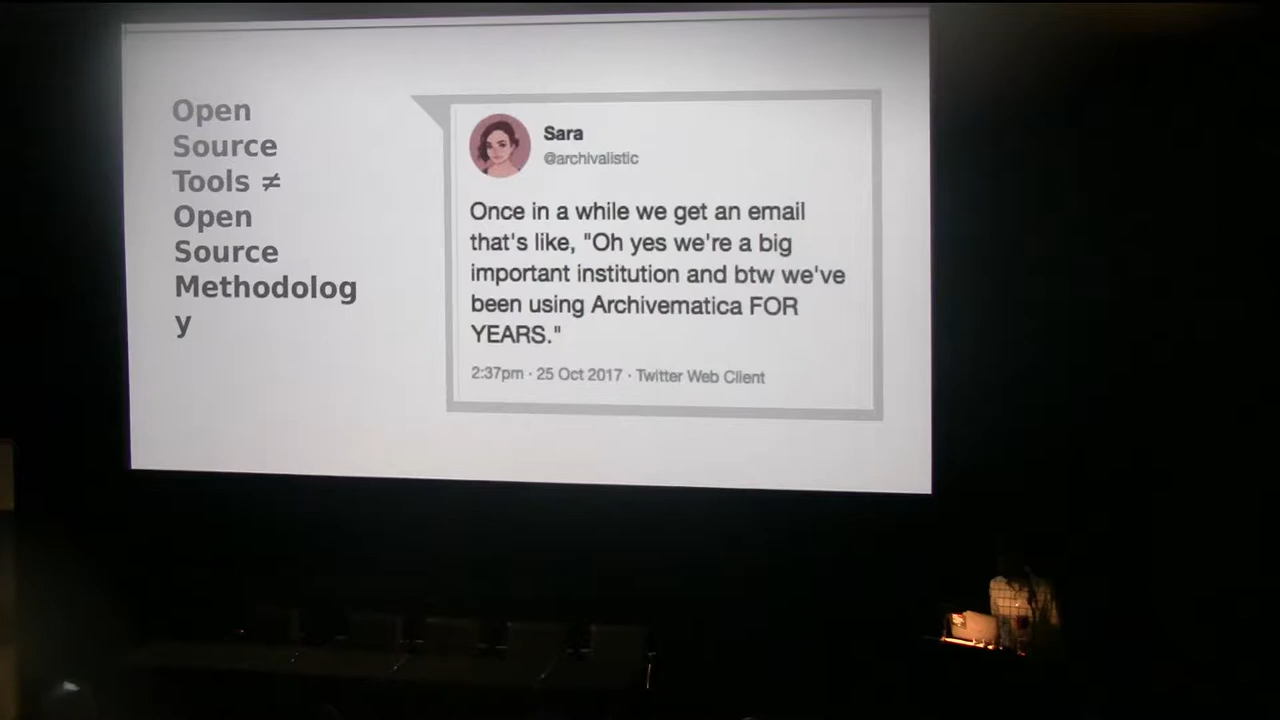 Open
Source
Tools ≠
Open
Source
Methodolog
y
Sara
@archivalistic
Once in a while we get an email
that's like, "Oh yes we're a big
important institution and btw we've
been using Archivematica FOR
YEARS."
2:37pm · 25 Oct 2017 · Twitter Web Client